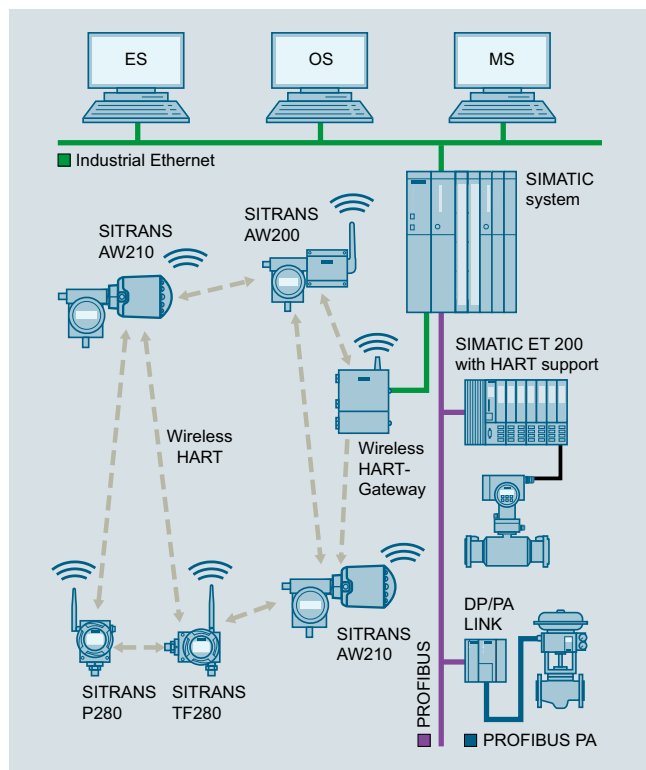 ES
OS
MS
Industrial Ethernet
SIMATIC
system
SITRANS
AW210
SITRANS
AW200
SIMATIC ET 200
with HART support
Wireless
HART
Wireless
HART-
Gateway
SITRANS
AW210
DP/PA
LINK
SITRANS
P280
SITRANS
TF280
PROFIBUS
PROFIBUS PA